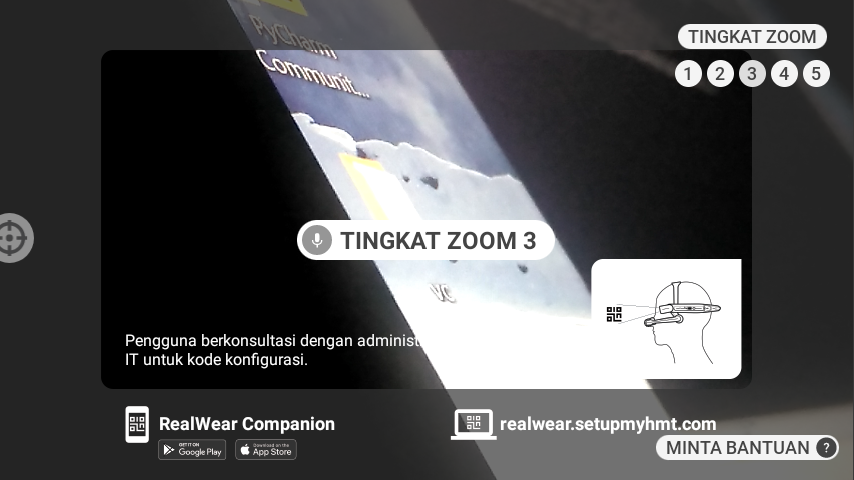 PyCharm
Communit...
TINGKAT ZOOM
1 2 3 4 5
TINGKAT ZOOM 3
VC
Pengguna berkonsultasi dengan administ
IT untuk kode konfigurasi.
RealWear Companion
GET IT ON
Google Play
Download on the
App Store
realwear.setupmyhmt.com
MINTA BANTUAN ?